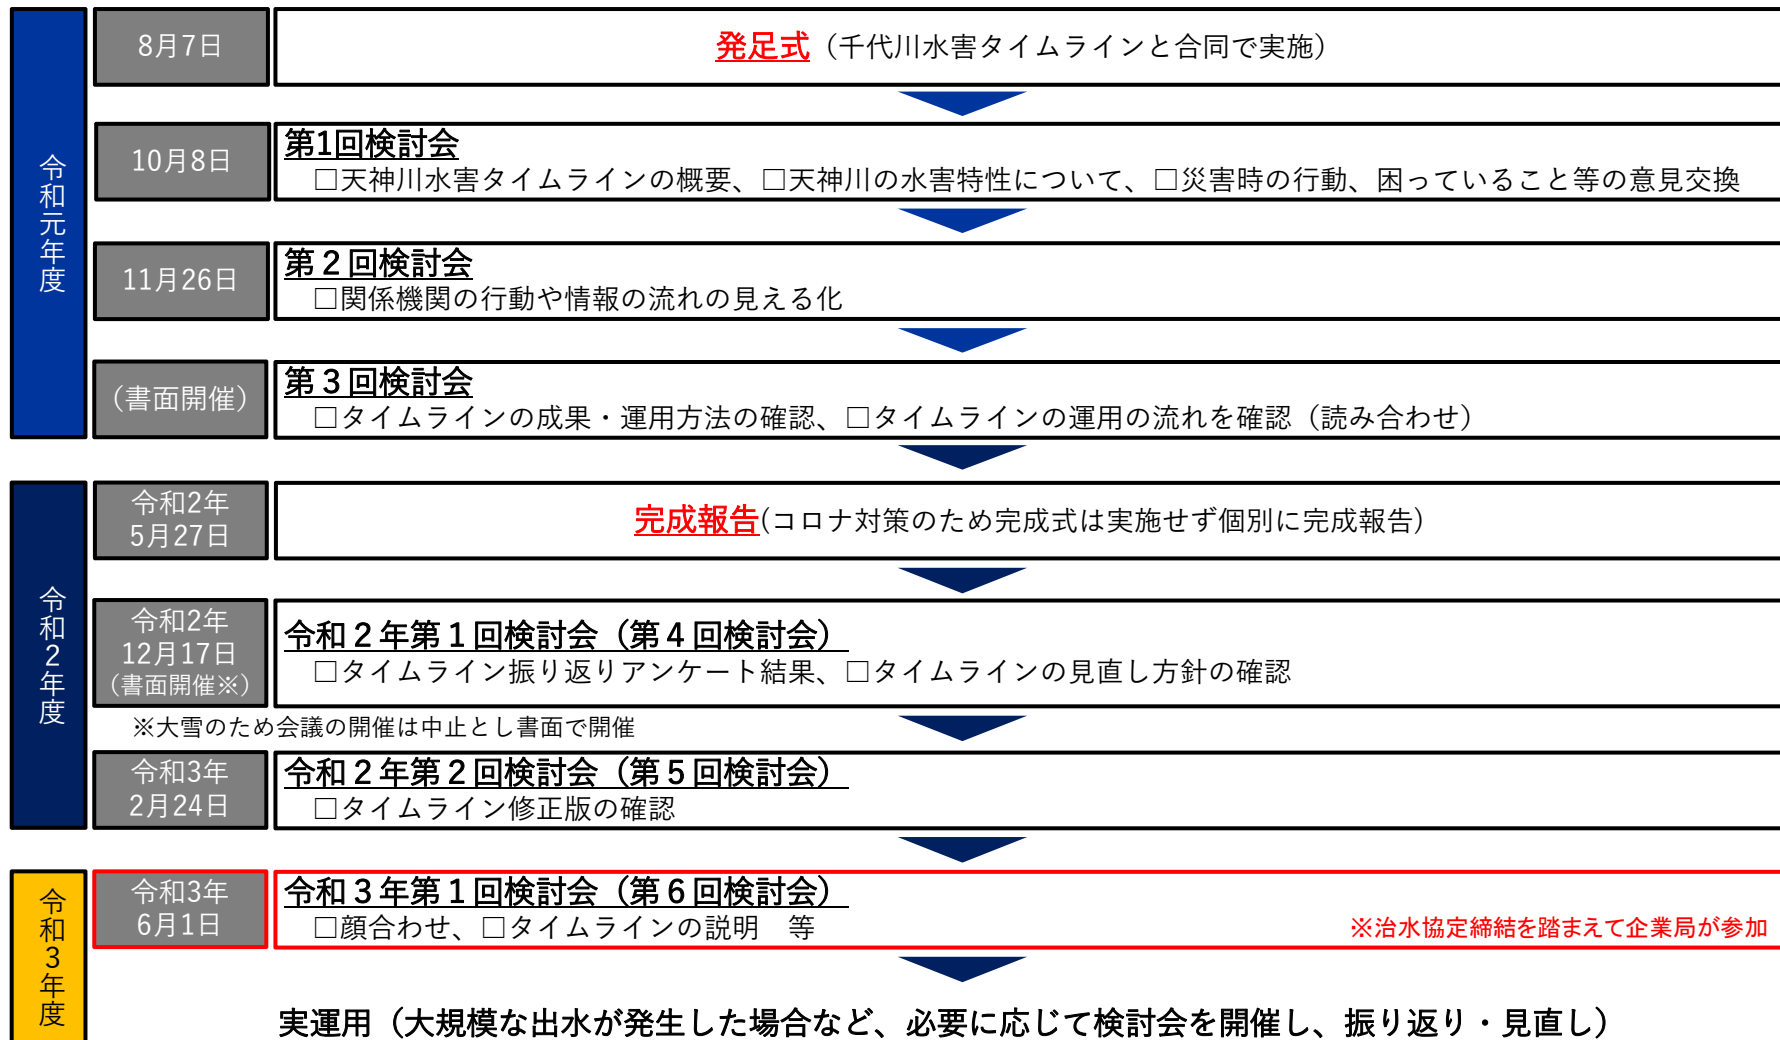 令和元年度
8月7日
発足式（千代川水害タイムラインと合同で実施）
10月8日
第1回検討会
□天神川水害タイムラインの概要、□天神川の水害特性について、□災害時の行動、困っていること等の意見交換
11月26日
第２回検討会
□関係機関の行動や情報の流れの見える化
（書面開催）
第３回検討会
□タイムラインの成果・運用方法の確認、□タイムラインの運用の流れを確認（読み合わせ）
令和２年度
令和2年
5月27日
完成報告(コロナ対策のため完成式は実施せず個別に完成報告)
令和2年
12月17日
（書面開催※）
令和２年第１回検討会（第４回検討会）
□タイムライン振り返りアンケート結果、□タイムラインの見直し方針の確認
※大雪のため会議の開催は中止とし書面で開催
令和3年
2月24日
令和２年第２回検討会（第５回検討会）
□タイムライン修正版の確認
令和３年度
令和3年
6月1日
令和３年第１回検討会（第６回検討会）
□顔合わせ、□タイムラインの説明　等
※治水協定締結を踏まえて企業局が参加
実運用（大規模な出水が発生した場合など、必要に応じて検討会を開催し、振り返り・見直し）